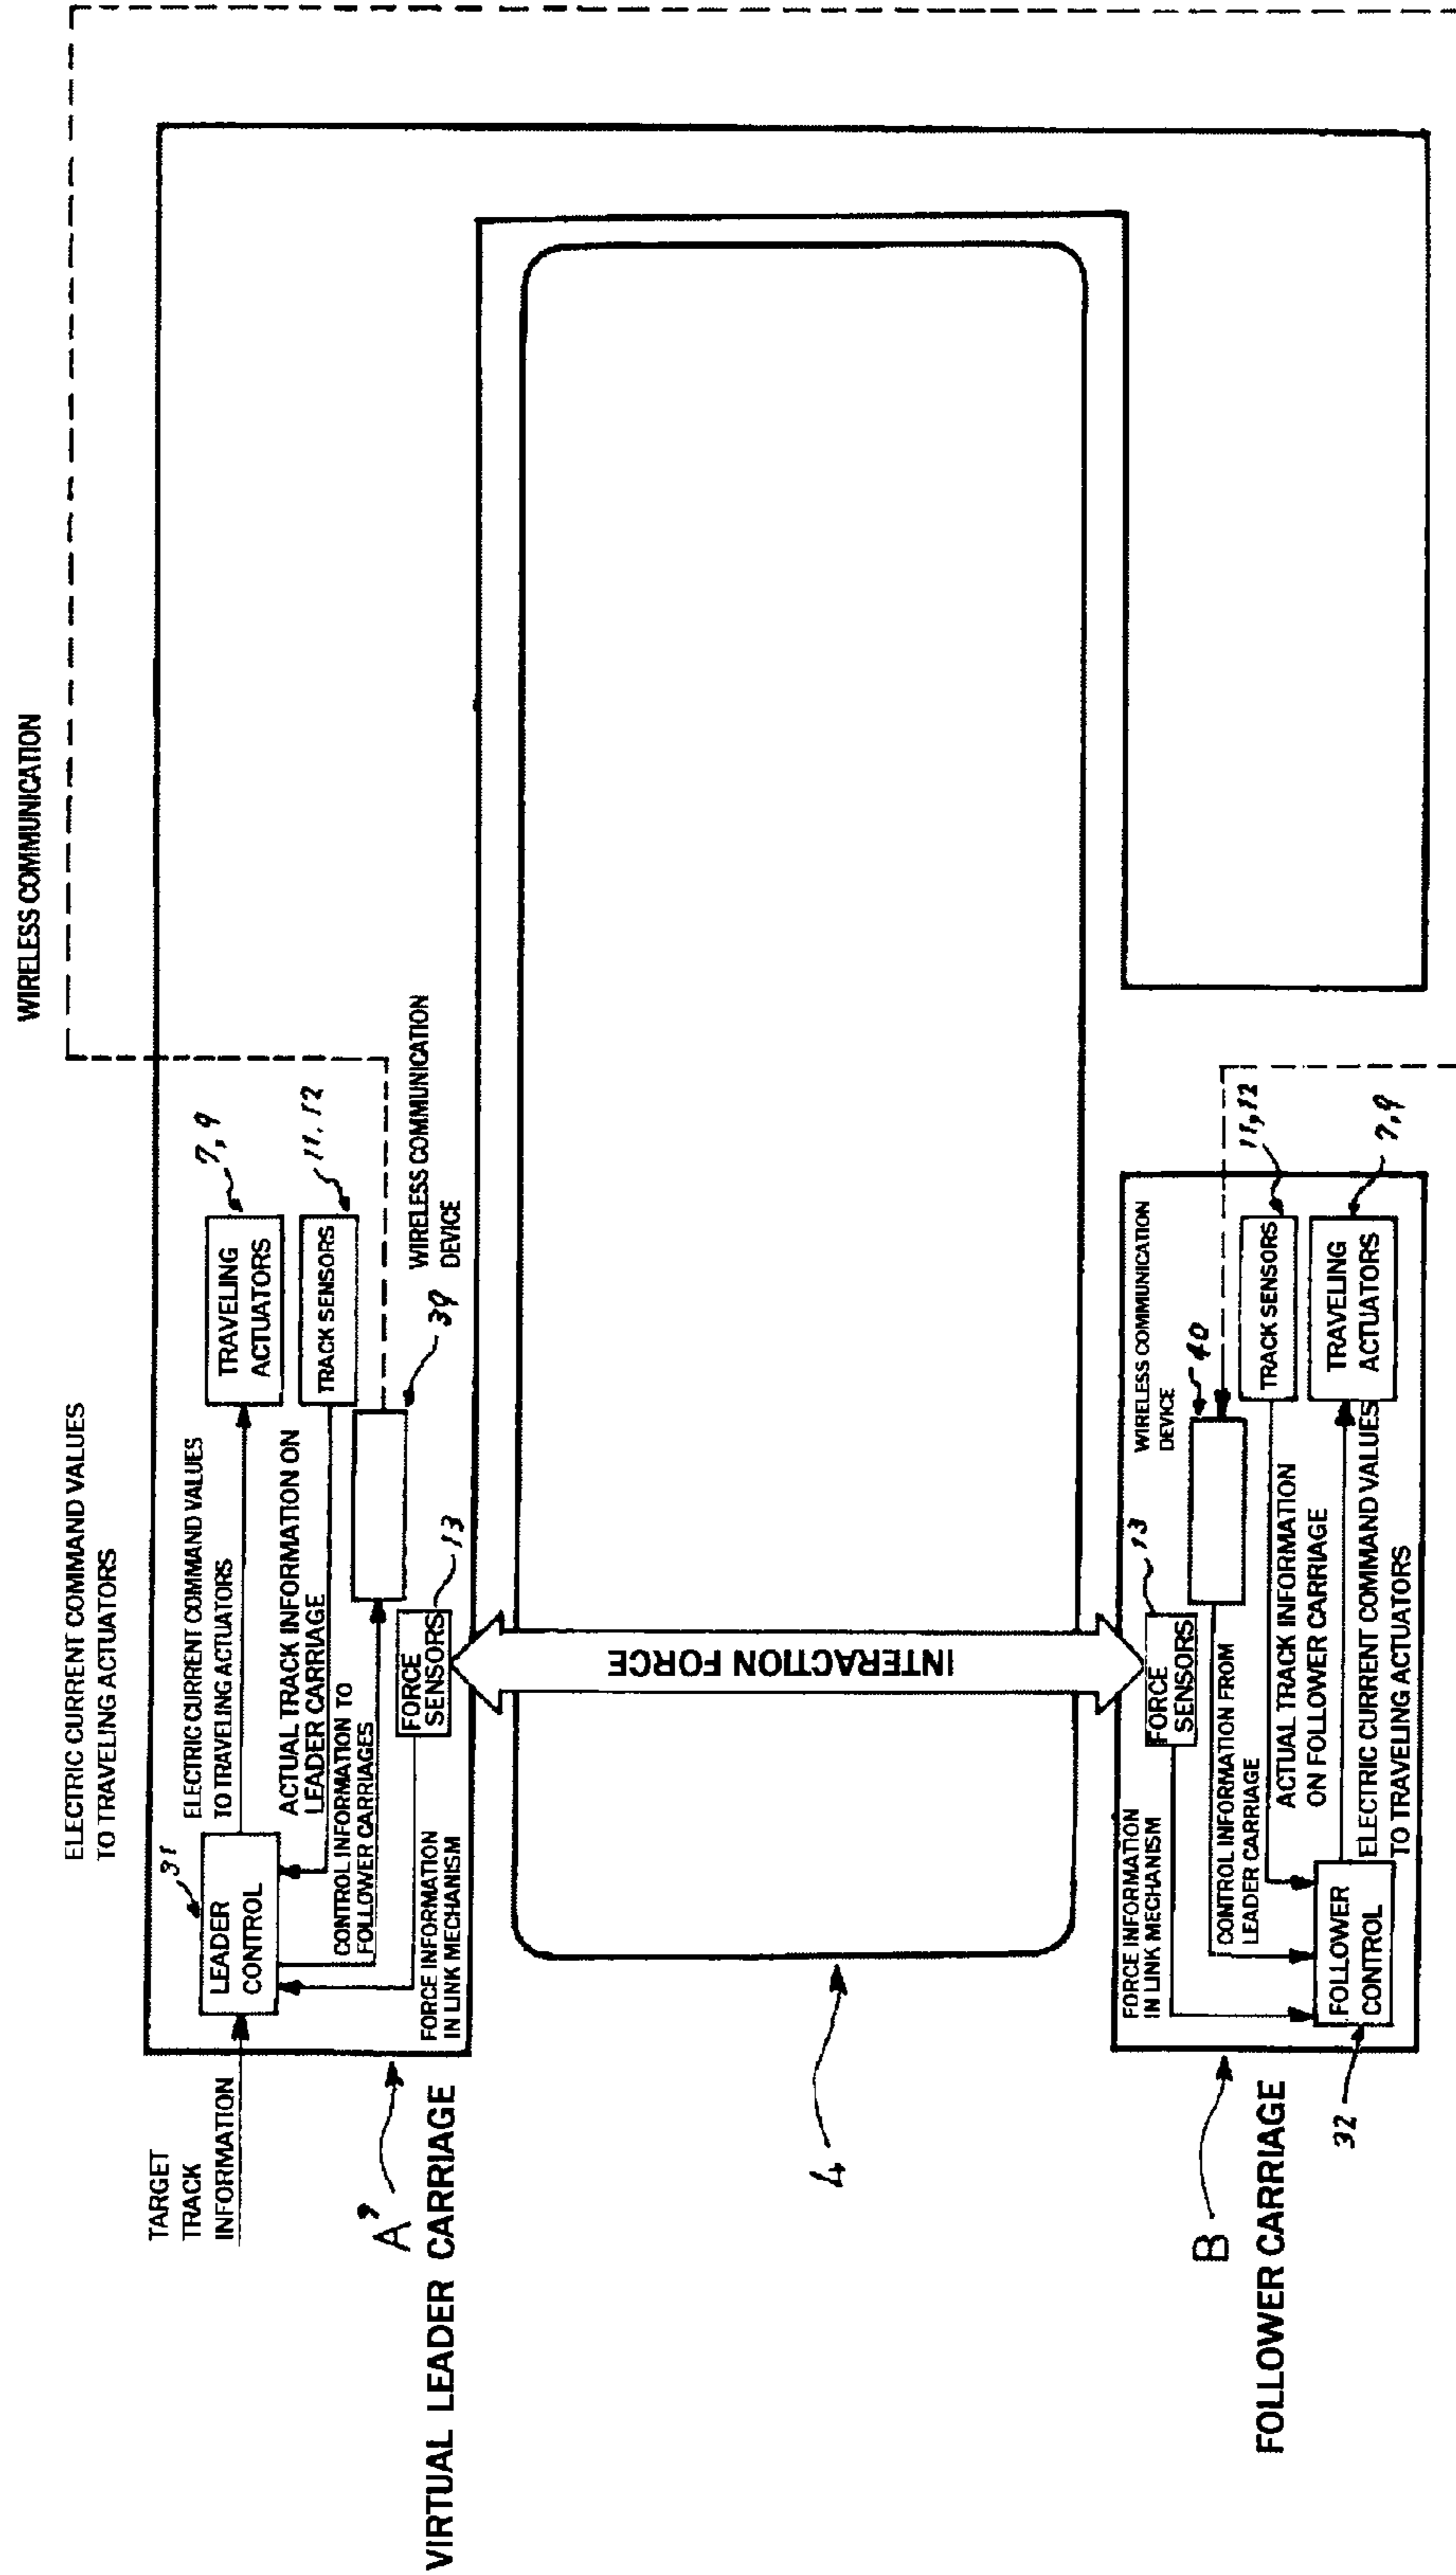 WIRELESS COMMUNICATION
ELECTRIC CURRENT COMMAND VALUES
TO TRAVELING ACTUATORS
TARGET
TRACK
INFORMATION
31
LEADER
CONTROL
ELECTRIC CURRENT COMMAND VALUES
TO TRAVELING ACTUATORS
TRAVELING
ACTUATORS
7, 9
ACTUAL TRACK INFORMATION ON
LEADER CARRIAGE
TRACK SENSORS
11, 12
CONTROL INFORMATION TO
FOLLOWER CARRIAGES
39
WIRELESS COMMUNICATION
DEVICE
FORCE INFORMATION
IN LINK MECHANISM
FORCE
SENSORS
13
A'
VIRTUAL LEADER CARRIAGE
INTERACTION FORCE
4
FORCE INFORMATION
IN LINK MECHANISM
FORCE
SENSORS
13
WIRELESS COMMUNICATION
DEVICE
40
CONTROL INFORMATION FROM
LEADER CARRIAGE
TRACK SENSORS
11, 12
ACTUAL TRACK INFORMATION
ON FOLLOWER CARRIAGE
TRAVELING
ACTUATORS
7, 9
FOLLOWER
CONTROL
32
ELECTRIC CURRENT COMMAND VALUES
TO TRAVELING ACTUATORS
B
FOLLOWER CARRIAGE